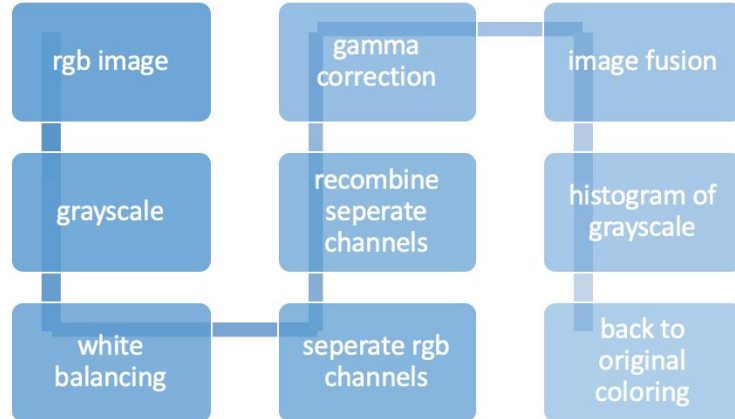 rgb image
grayscale
white
balancing
seperate rgb
channels
recombine
seperate
channels
gamma
correction
image fusion
histogram of
grayscale
back to
original
coloring